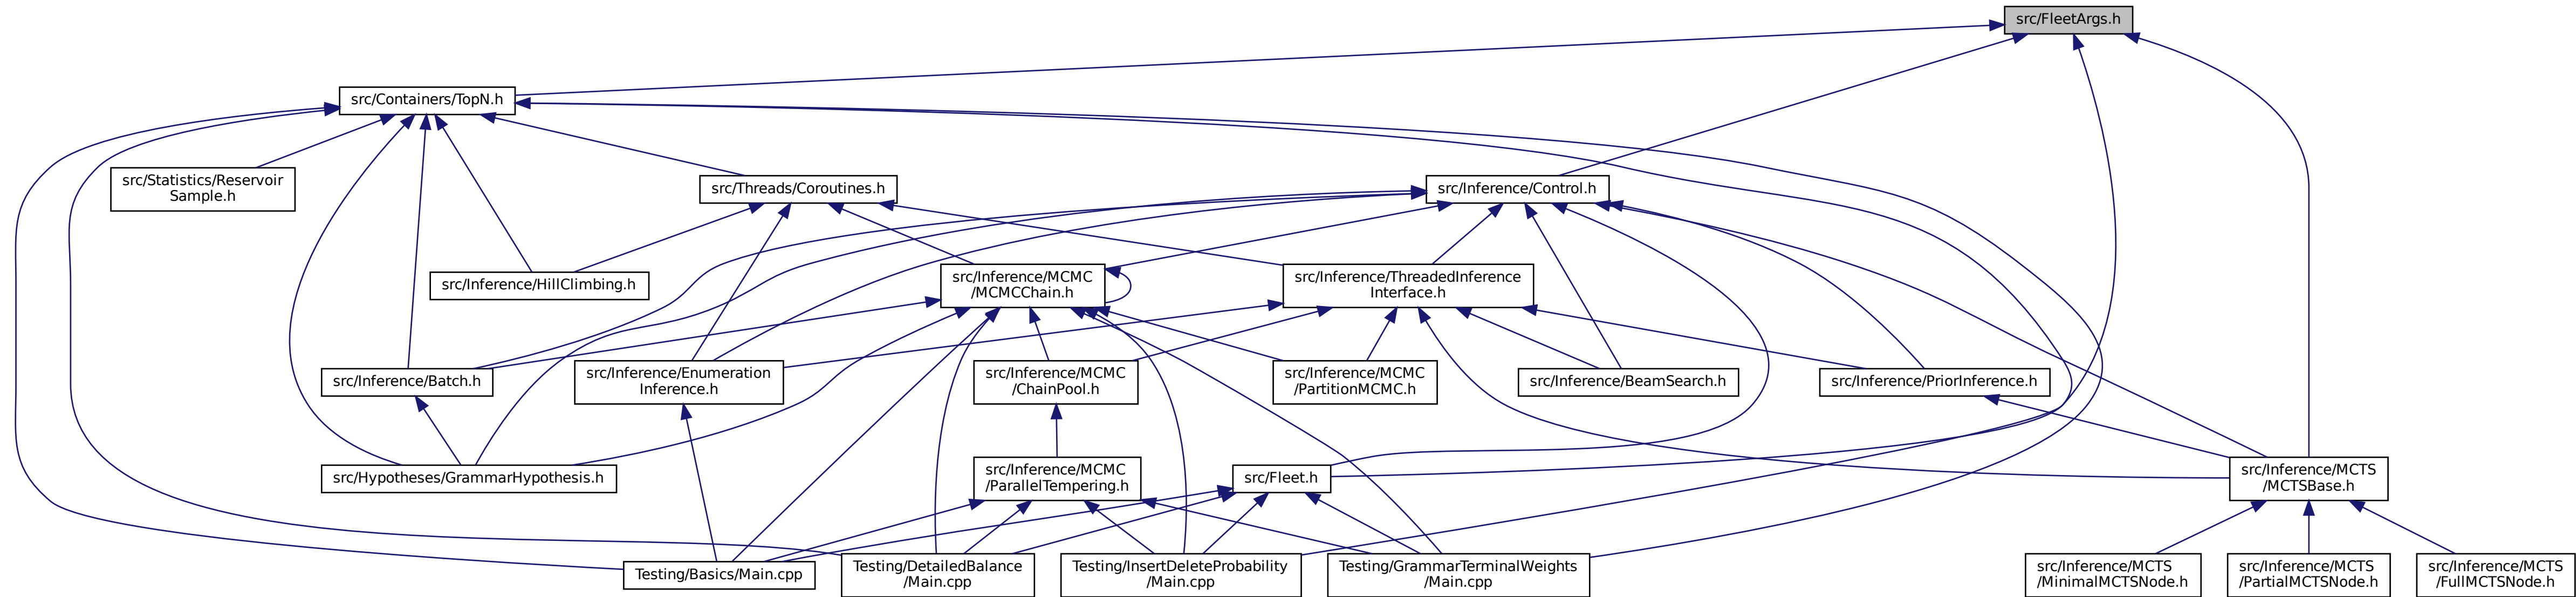 src/FleetArgs.h
src/Containers/TopN.h
src/Statistics/Reservoir
Sample.h
src/Threads/Coroutines.h
src/Inference/Control.h
src/Inference/HillClimbing.h
src/Inference/MCMC
/MCMCChain.h
src/Inference/ThreadedInference
Interface.h
src/Inference/Batch.h
src/Inference/Enumeration
Inference.h
src/Inference/MCMC
/ChainPool.h
src/Inference/MCMC
/PartitionMCMC.h
src/Inference/BeamSearch.h
src/Inference/PriorInference.h
src/Hypotheses/GrammarHypothesis.h
src/Inference/MCMC
/ParallelTempering.h
src/Fleet.h
src/Inference/MCTS
/MCTSBase.h
Testing/Basics/Main.cpp
Testing/DetailedBalance
/Main.cpp
Testing/InsertDeleteProbability
/Main.cpp
Testing/GrammarTerminalWeights
/Main.cpp
src/Inference/MCTS
/MinimalMCTSNode.h
src/Inference/MCTS
/PartialMCTSNode.h
src/Inference/MCTS
/FullMCTSNode.h